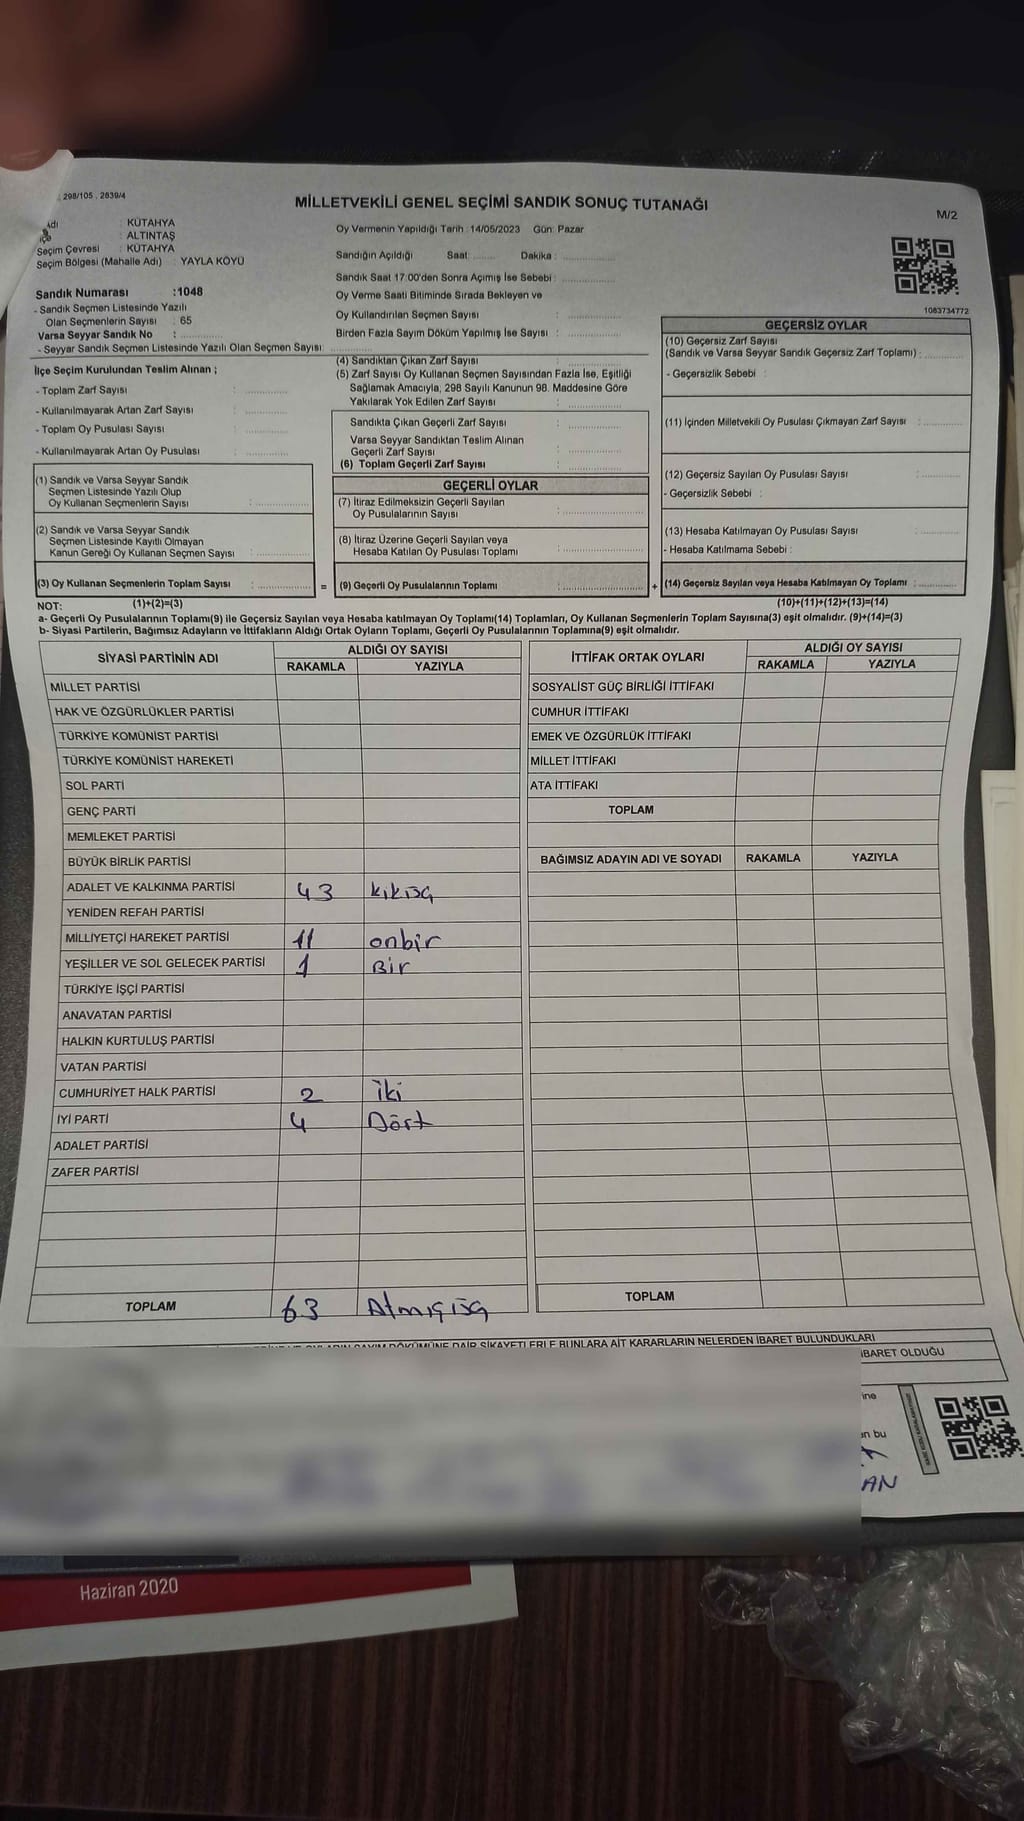 298/105 . 2839/4
MİLLETVEKİLİ GENEL SEÇİMİ SANDIK SONUÇ TUTANAĞI
M/2
Adı : KÜTAHYA
İlçe : ALTINTAŞ
Seçim Çevresi : KÜTAHYA
Seçim Bölgesi (Mahalle Adı) : YAYLA KÖYÜ
Sandık Numarası :1048
- Sandık Seçmen Listesinde Yazılı
Olan Seçmenlerin Sayısı : 65
Varsa Seyyar Sandık No :
- Seyyar Sandık Seçmen Listesinde Yazılı Olan Seçmen Sayısı:
İlçe Seçim Kurulundan Teslim Alınan ;
- Toplam Zarf Sayısı :
- Kullanılmayarak Artan Zarf Sayısı :
- Toplam Oy Pusulası Sayısı :
- Kullanılmayarak Artan Oy Pusulası :
(1) Sandık ve Varsa Seyyar Sandık
Seçmen Listesinde Yazılı Olup
Oy Kullanan Seçmenlerin Sayısı :
(2) Sandık ve Varsa Seyyar Sandık
Seçmen Listesinde Kayıtlı Olmayan
Kanun Gereği Oy Kullanan Seçmen Sayısı :
(3) Oy Kullanan Seçmenlerin Toplam Sayısı :
Oy Vermenin Yapıldığı Tarih :14/05/2023 Gün: Pazar
Sandığın Açıldığı Saat: Dakika :
Sandık Saat 17:00'den Sonra Açımış İse Sebebi :
Oy Verme Saati Bitiminde Sırada Bekleyen ve
Oy Kullandırılan Seçmen Sayısı :
Birden Fazla Sayım Döküm Yapılmış İse Sayısı :
(4) Sandıktan Çıkan Zarf Sayısı :
(5) Zarf Sayısı Oy Kullanan Seçmen Sayısından Fazla İse, Eşitliği
Sağlamak Amacıyla, 298 Sayılı Kanunun 98. Maddesine Göre
Yakılarak Yok Edilen Zarf Sayısı :
Sandıkta Çıkan Geçerli Zarf Sayısı :
Varsa Seyyar Sandıktan Teslim Alınan
Geçerli Zarf Sayısı :
(6) Toplam Geçerli Zarf Sayısı :
GEÇERLİ OYLAR
(7) İtiraz Edilmeksizin Geçerli Sayılan
Oy Pusulalarının Sayısı :
(8) İtiraz Üzerine Geçerli Sayılan veya
Hesaba Katılan Oy Pusulası Toplamı :
= (9) Geçerli Oy Pusulalarının Toplamı :
1083734772
GEÇERSİZ OYLAR
(10) Geçersiz Zarf Sayısı
(Sandık ve Varsa Seyyar Sandık Geçersiz Zarf Toplamı) :
- Geçersizlik Sebebi :
(11) İçinden Milletvekili Oy Pusulası Çıkmayan Zarf Sayısı :
(12) Geçersiz Sayılan Oy Pusulası Sayısı :
- Geçersizlik Sebebi :
(13) Hesaba Katılmayan Oy Pusulası Sayısı :
- Hesaba Katılmama Sebebi :
+ (14) Geçersiz Sayılan veya Hesaba Katılmayan Oy Toplamı :
NOT: (1)+(2)=(3) (10)+(11)+(12)+(13)=(14)
a- Geçerli Oy Pusulalarının Toplamı(9) ile Geçersiz Sayılan veya Hesaba katılmayan Oy Toplamı(14) Toplamları, Oy Kullanan Seçmenlerin Toplam Sayısına(3) eşit olmalıdır. (9)+(14)=(3)
b- Siyasi Partilerin, Bağımsız Adayların ve İttifakların Aldığı Ortak Oyların Toplamı, Geçerli Oy Pusulalarının Toplamına(9) eşit olmalıdır.
SİYASİ PARTİNİN ADI ALDIĞI OY SAYISI
RAKAMLA YAZIYLA
MİLLET PARTİSİ
HAK VE ÖZGÜRLÜKLER PARTİSİ
TÜRKİYE KOMÜNİST PARTİSİ
TÜRKİYE KOMÜNİST HAREKETİ
SOL PARTİ
GENÇ PARTİ
MEMLEKET PARTİSİ
BÜYÜK BİRLİK PARTİSİ
ADALET VE KALKINMA PARTİSİ 43
YENİDEN REFAH PARTİSİ
MİLLİYETÇİ HAREKET PARTİSİ 11 onbir
YEŞİLLER VE SOL GELECEK PARTİSİ 1 Bir
TÜRKİYE İŞÇİ PARTİSİ
ANAVATAN PARTİSİ
HALKIN KURTULUŞ PARTİSİ
VATAN PARTİSİ
CUMHURİYET HALK PARTİSİ 2 iki
İYİ PARTİ 4 Dört
ADALET PARTİSİ
ZAFER PARTİSİ
TOPLAM 63 Atmışüç
İTTİFAK ORTAK OYLARI ALDIĞI OY SAYISI
RAKAMLA YAZIYLA
SOSYALİST GÜÇ BİRLİĞİ İTTİFAKI
CUMHUR İTTİFAKI
EMEK VE ÖZGÜRLÜK İTTİFAKI
MİLLET İTTİFAKI
ATA İTTİFAKI
TOPLAM
BAĞIMSIZ ADAYIN ADI VE SOYADI RAKAMLA YAZIYLA
TOPLAM
DÖKÜMÜNE DAİR ŞİKAYETLERLE BUNLARA AİT KARARLARIN NELERDEN İBARET BULUNDUKLARI
İBARET OLDUĞU
bu
AN
Haziran 2020